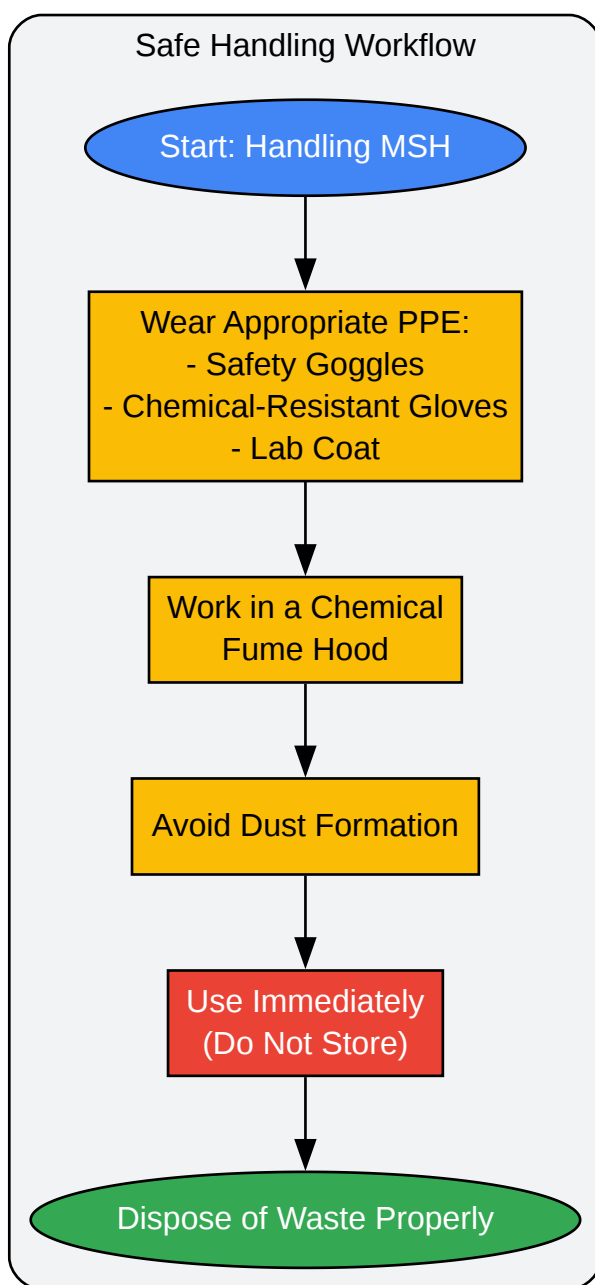 Safe Handling Workflow
Start: Handling MSH
Wear Appropriate PPE:
- Safety Goggles
- Chemical-Resistant Gloves
- Lab Coat
Work in a Chemical
Fume Hood
Avoid Dust Formation
Use Immediately
(Do Not Store)
Dispose of Waste Properly